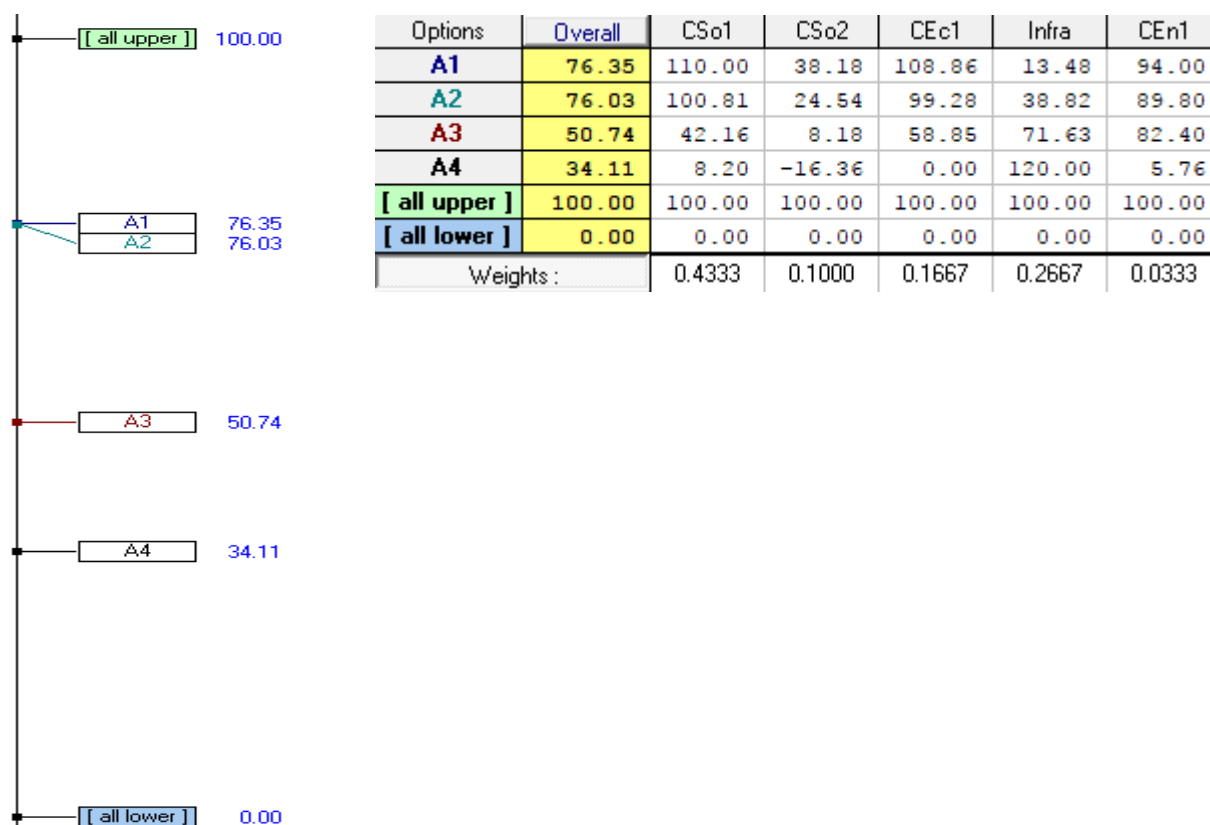 [ all upper ] 100.00
Options Overall CSo1 CSo2 CEc1 Infra CEn1
A1 76.35 110.00 38.18 108.86 13.48 94.00
A2 76.03 100.81 24.54 99.28 38.82 89.80
A3 50.74 42.16 8.18 58.85 71.63 82.40
A4 34.11 8.20 -16.36 0.00 120.00 5.76
[ all upper ] 100.00 100.00 100.00 100.00 100.00 100.00
[ all lower ] 0.00 0.00 0.00 0.00 0.00 0.00
Weights : 0.4333 0.1000 0.1667 0.2667 0.0333
A1 76.35
A2 76.03
A3 50.74
A4 34.11
[ all lower ] 0.00